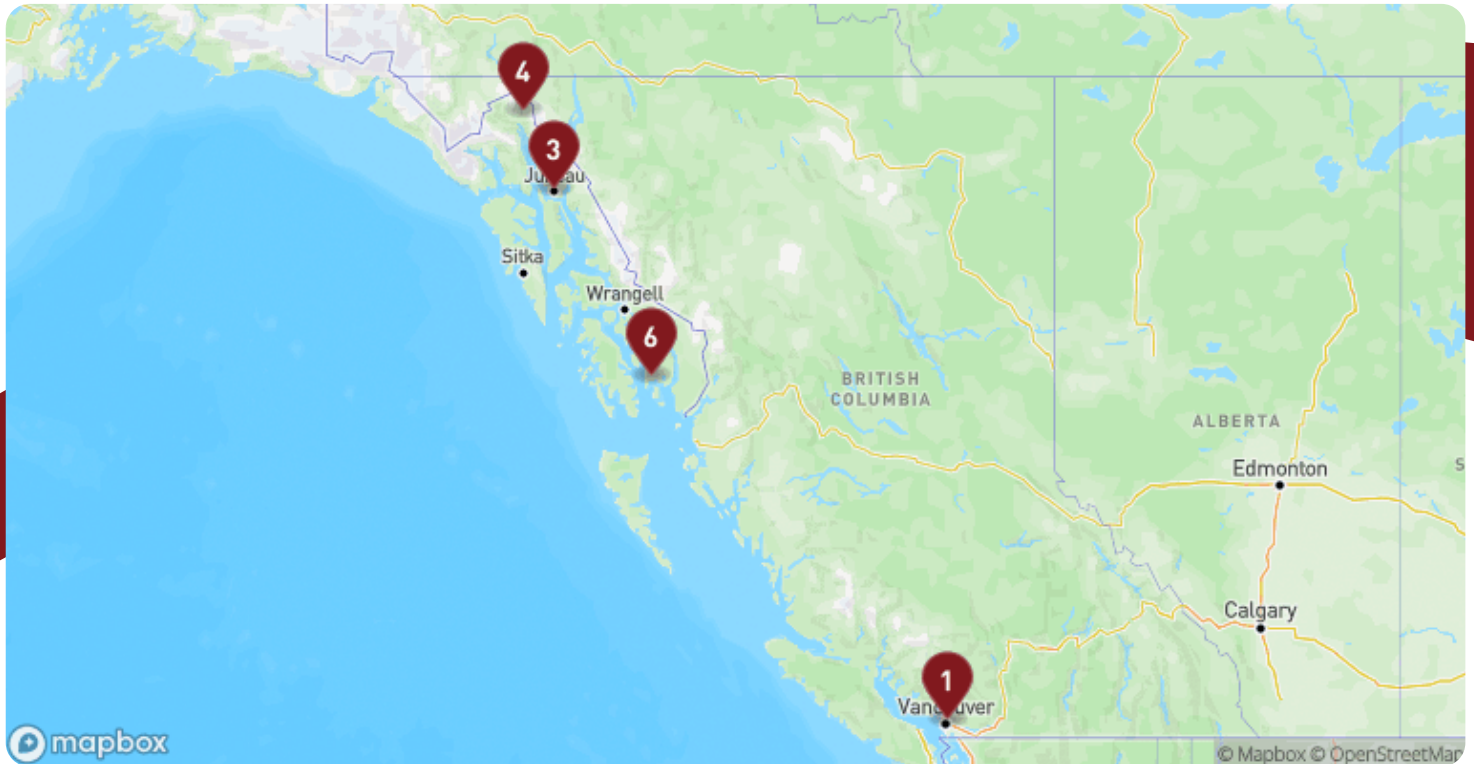 4
3
Juneau
Sitka
Wrangell
6
BRITISH
COLUMBIA
ALBERTA
Edmonton
S
Calgary
1
Vancouver
mapbox
© Mapbox © OpenStreetMap